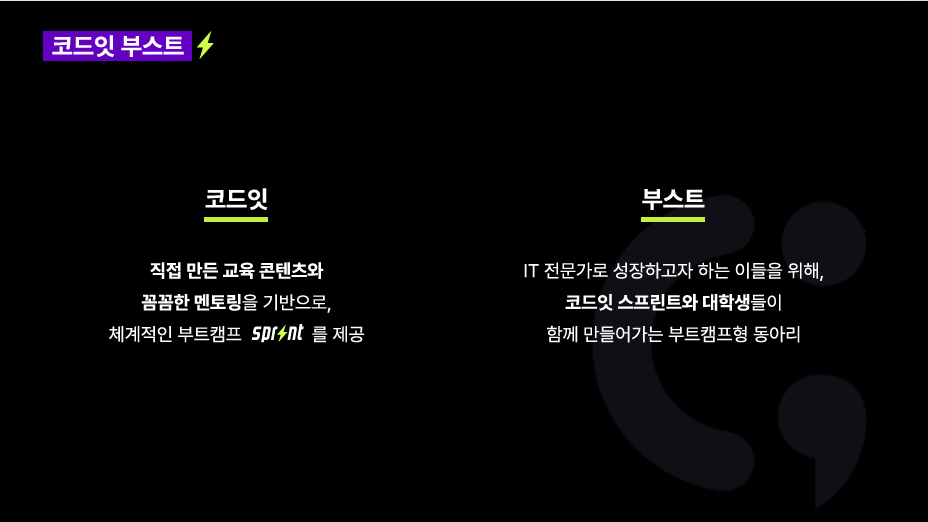 코드잇 부스트
코드잇
직접 만든 교육 콘텐츠와
꼼꼼한 멘토링을 기반으로,
체계적인 부트캠프 sprint 를 제공
부스트
IT 전문가로 성장하고자 하는 이들을 위해,
코드잇 스프린트와 대학생들이
함께 만들어가는 부트캠프형 동아리